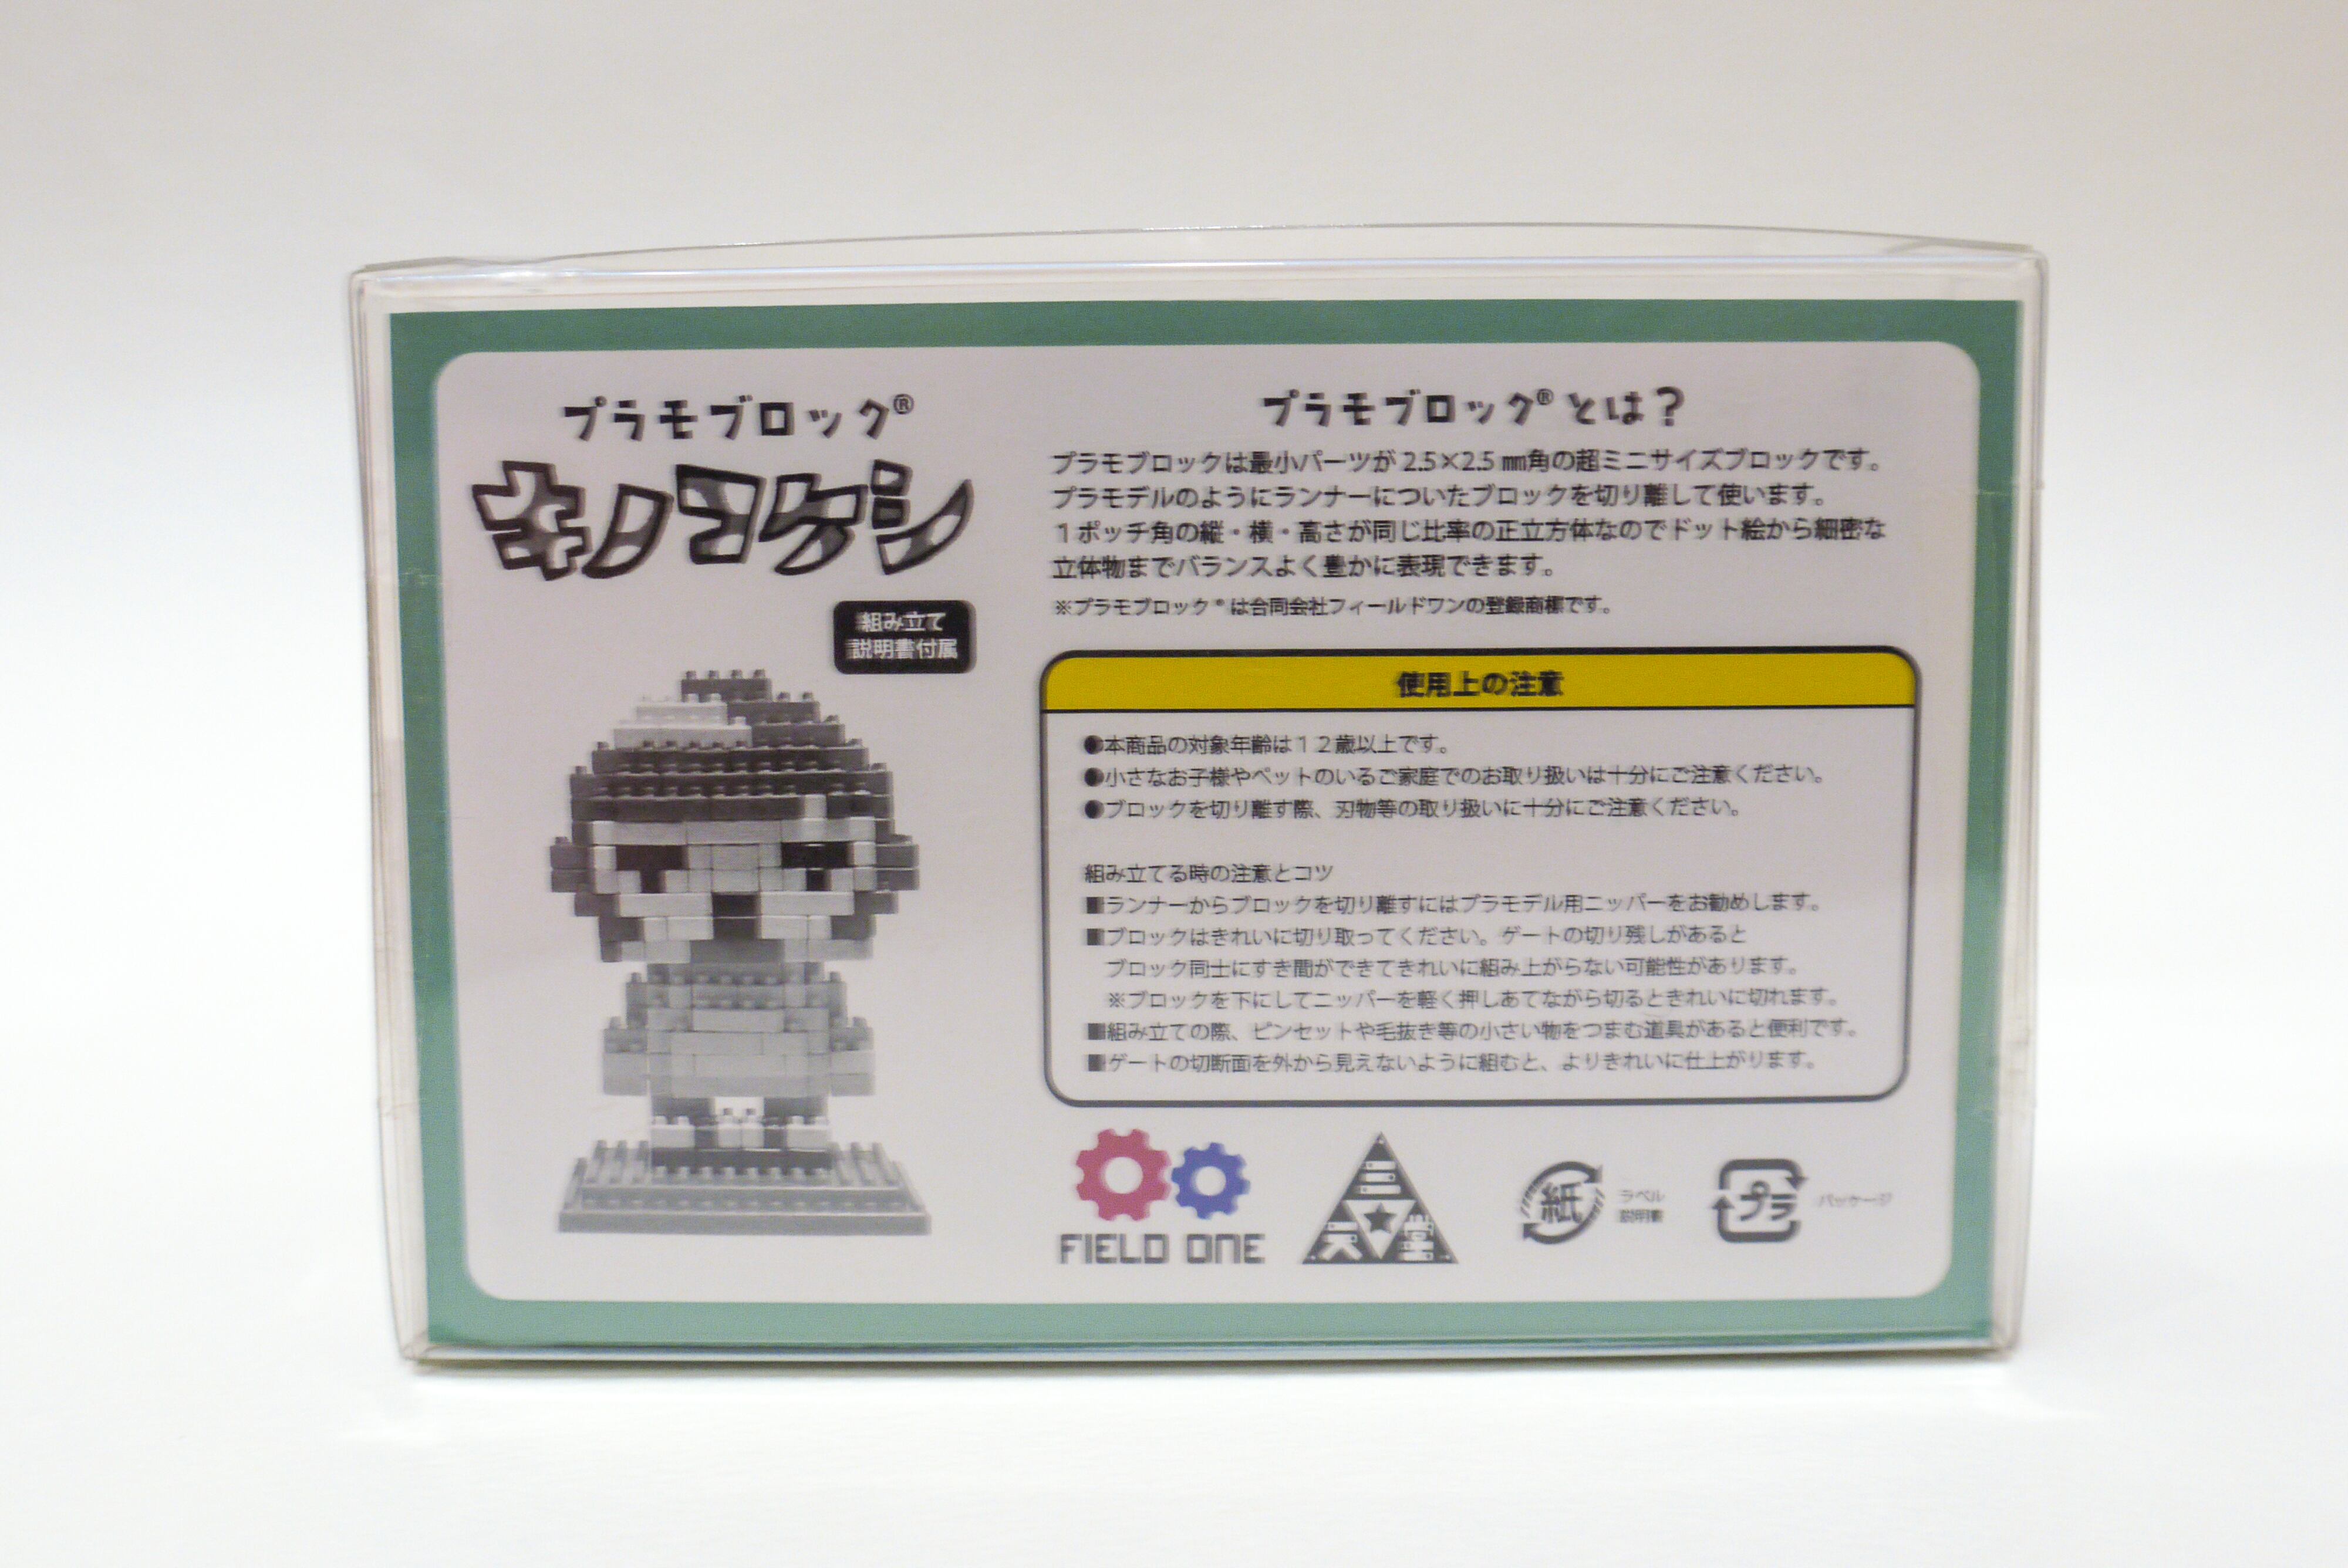 プラモブロック®
キノコケシ
組み立て
説明書付属
プラモブロック®とは？
プラモブロックは最小パーツが2.5×2.5㎜角の超ミニサイズブロックです。
プラモデルのようにランナーについたブロックを切り離して使います。
１ポッチ角の縦・横・高さが同じ比率の正立方体なのでドット絵から細密な
立体物までバランスよく豊かに表現できます。
※プラモブロック®は合同会社フィールドワンの登録商標です。
使用上の注意
●本商品の対象年齢は１２歳以上です。
●小さなお子様やペットのいるご家庭でのお取り扱いは十分にご注意ください。
●ブロックを切り離す際、刃物等の取り扱いに十分にご注意ください。
組み立てる時の注意とコツ
■ランナーからブロックを切り離すにはプラモデル用ニッパーをお勧めします。
■ブロックはきれいに切り取ってください。ゲートの切り残しがあると
ブロック同士にすき間ができてきれいに組み上がらない可能性があります。
※ブロックを下にしてニッパーを軽く押しあてながら切るときれいに切れます。
■組み立ての際、ピンセットや毛抜き等の小さい物をつまむ道具があると便利です。
■ゲートの切断面を外から見えないように組むと、よりきれいに仕上がります。
FIELD ONE
三
天 堂
紙
ラベル
説明書
プラ
パッケージ